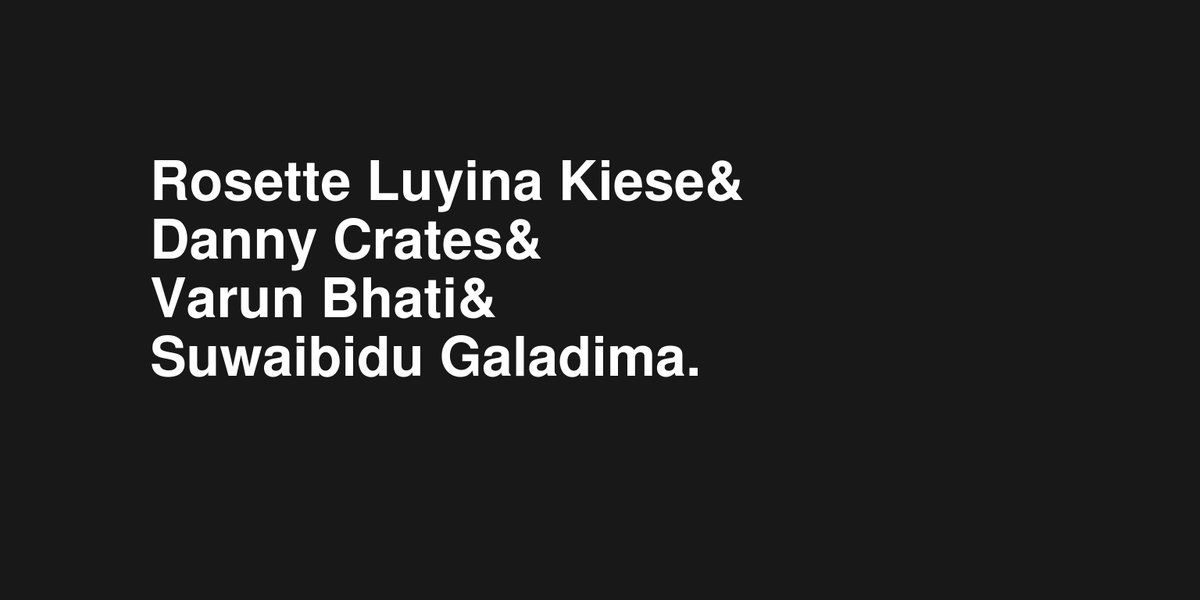 Rosette Luyina Kiese&
Danny Crates&
Varun Bhati&
Suwaibidu Galadima.